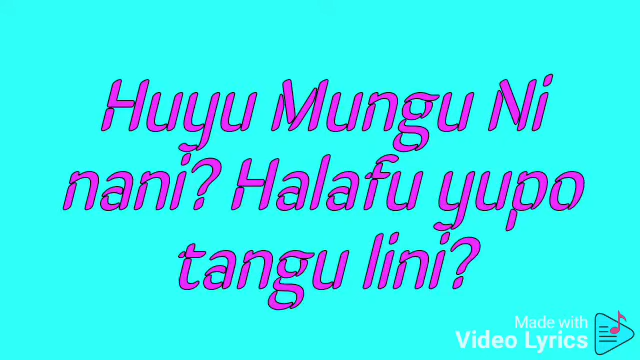 Huyu Mungu Ni
nani? Halafu yupo
tangu lini?
Made with
Video Lyrics